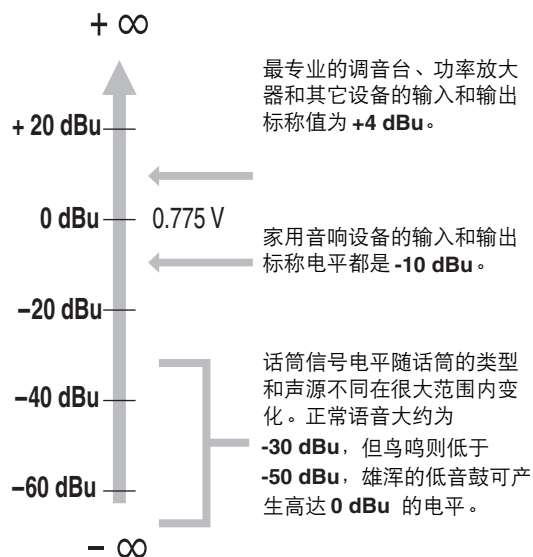 + ∞
+ 20 dBu
0 dBu
0.775 V
−20 dBu
−40 dBu
−60 dBu
− ∞
最专业的调音台、功率放大
器和其它设备的输入和输出
标称值为 +4 dBu。
家用音响设备的输入和输出
标称电平都是 -10 dBu。
话筒信号电平随话筒的类型
和声源不同在很大范围内变
化。正常语音大约为
-30 dBu，但鸟鸣则低于
-50 dBu，雄浑的低音鼓可产
生高达 0 dBu 的电平。